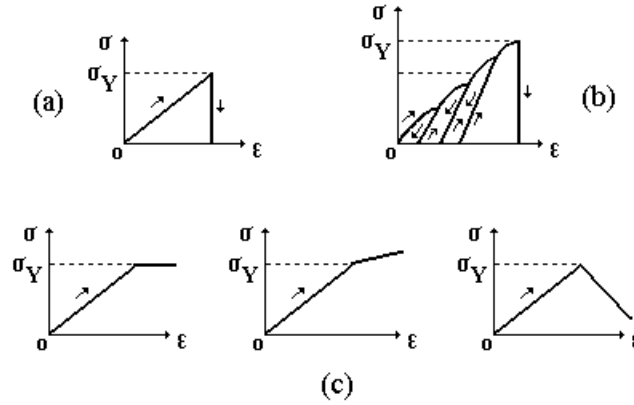 σ σ
σY σY
(a) (b)
o ε o ε
σ σ σ
σY σY σY
o ε o ε o ε
(c)